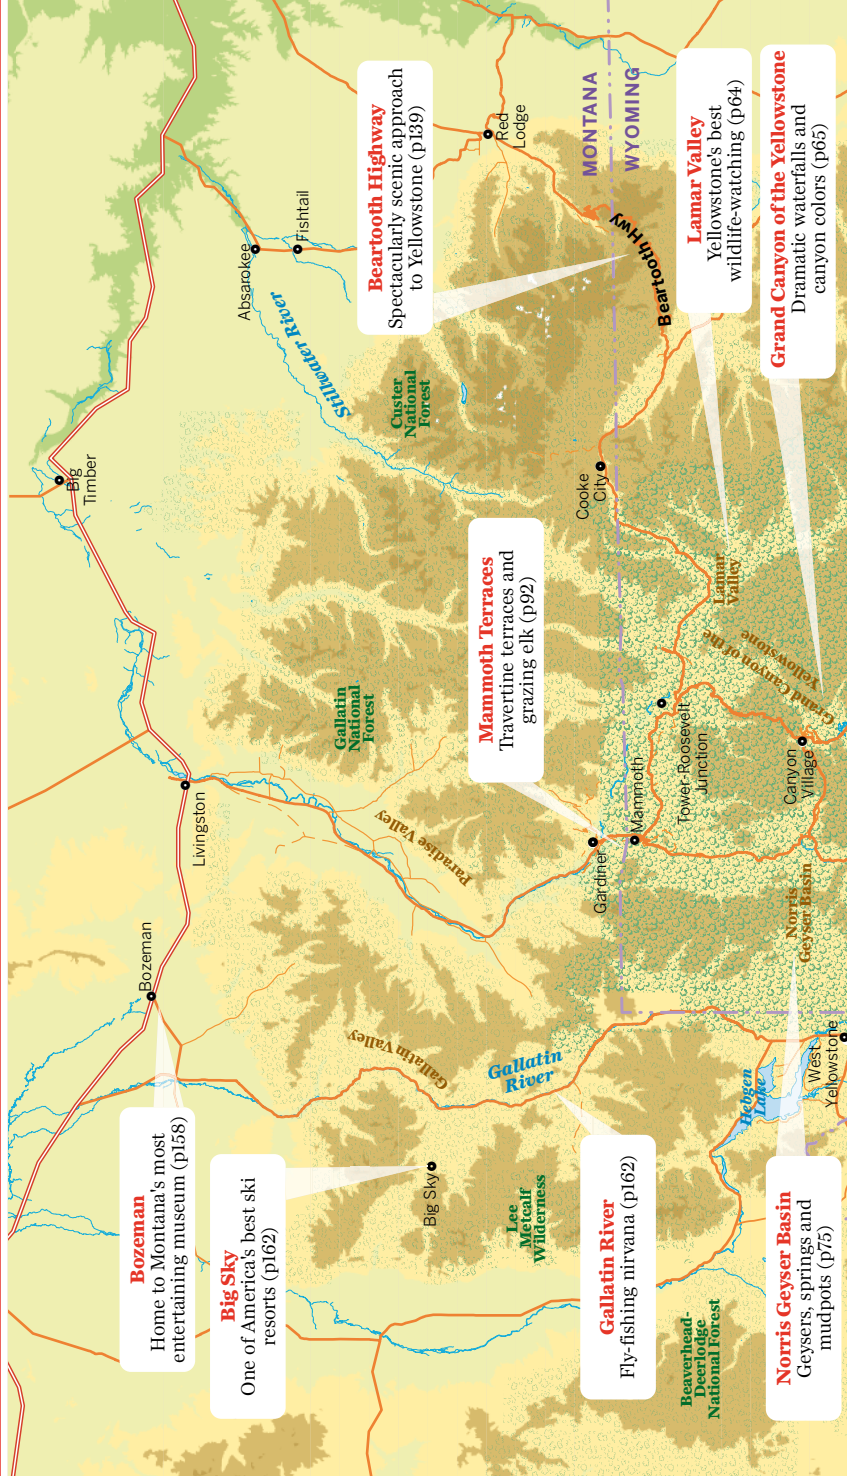 Bozeman
Home to Montana's most
entertaining museum (p158)
Big Sky
One of America's best ski
resorts (p162)
Gallatin River
Fly-fishing nirvana (p162)
Norris Geyser Basin
Geysers, springs and
mudpots (p75)
Mammoth Terraces
Travertine terraces and
grazing elk (p92)
Beartooth Highway
Spectacularly scenic approach
to Yellowstone (p139)
Lamar Valley
Yellowstone's best
wildlife-watching (p64)
Grand Canyon of the Yellowstone
Dramatic waterfalls and
canyon colors (p65)
Bozeman
Livingston
Big
Timber
Absarokee
Fishtail
Red
Lodge
Stillwater River
Custer
National
Forest
Gallatin
National
Forest
Paradise Valley
Gallatin Valley
Gallatin
River
Big Sky
Lee
Metcalf
Wilderness
Beaverhead-
Deerlodge
National Forest
Hebgen
Lake
West
Yellowstone
Norris
Geyser Basin
Gardiner
Mammoth
Tower-Roosevelt
Junction
Canyon
Village
Grand Canyon of the
Yellowstone
Lamar
Valley
Cooke
City
Beartooth Hwy
MONTANA
WYOMING